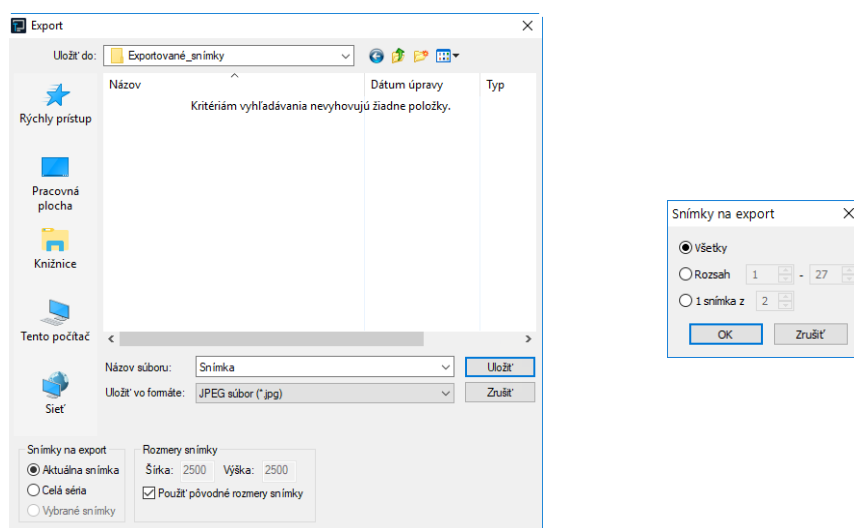 Export
Uložiť do: Exportované_snímky
Názov Dátum úpravy Typ
Kritériám vyhľadávania nevyhovujú žiadne položky.
Rýchly prístup
Pracovná
plocha
Knižnice
Tento počítač
Sieť
Názov súboru: Snímka Uložiť
Uložiť vo formáte: JPEG súbor (*.jpg) Zrušiť
Snímky na export Rozmery snímky
Aktuálna snímka Šírka: 2500 Výška: 2500
Celá séria Použiť pôvodné rozmery snímky
Vybrané snímky
Snímky na export
Všetky
Rozsah 1 - 27
1 snímka z 2
OK Zrušiť